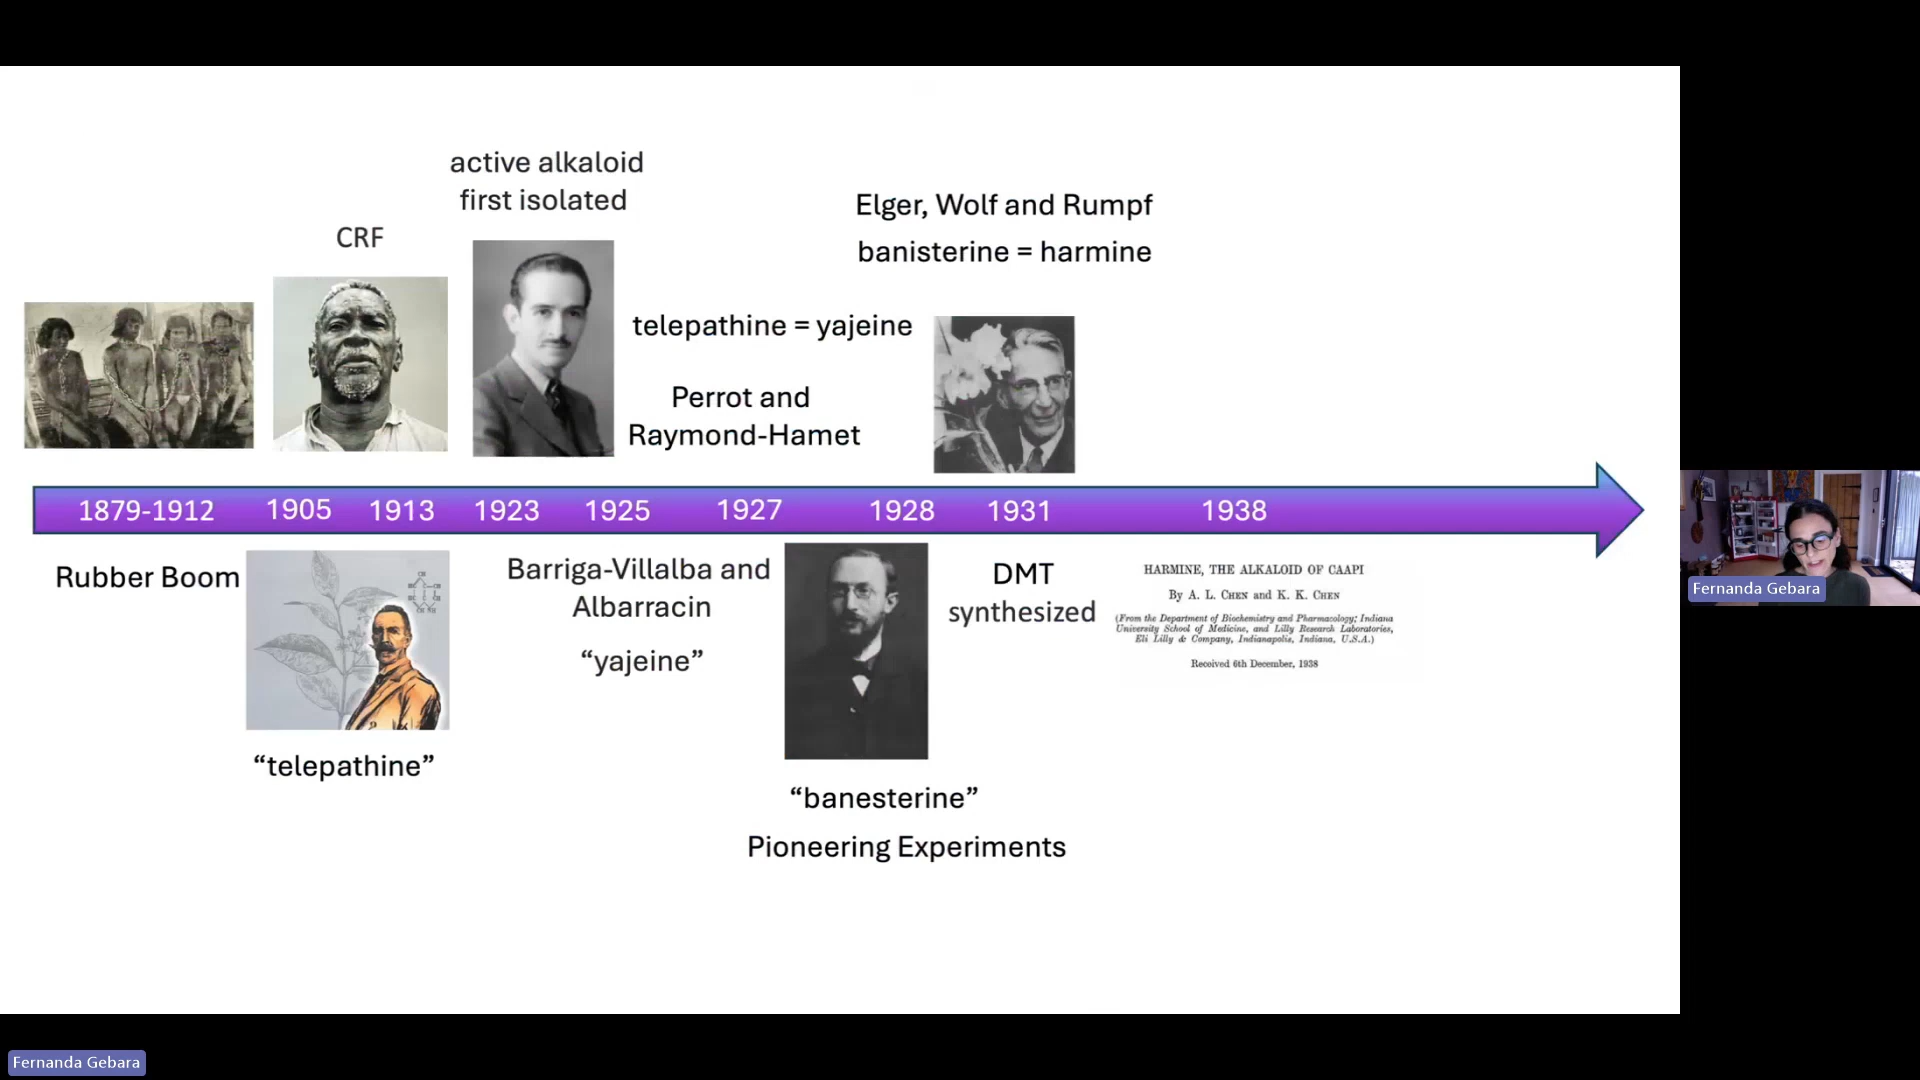 active alkaloid
first isolated
CRF
Elger, Wolf and Rumpf
banisterine = harmine
telepathine = yajeine
Perrot and
Raymond-Hamet
1879-1912 1905 1913 1923 1925 1927 1928 1931 1938
Rubber Boom
“telepathine”
Barriga-Villalba and
Albarracin
“yajeine”
“banesterine”
Pioneering Experiments
DMT
synthesized
HARMINE, THE ALKALOID OF CAAPI
By A. L. CHEN and K. K. CHEN
(From the Department of Biochemistry and Pharmacology; Indiana
University School of Medicine, and Lilly Research Laboratories,
Eli Lilly & Company, Indianapolis, Indiana, U.S.A.)
Received 6th December, 1938
Fernanda Gebara
Fernanda Gebara